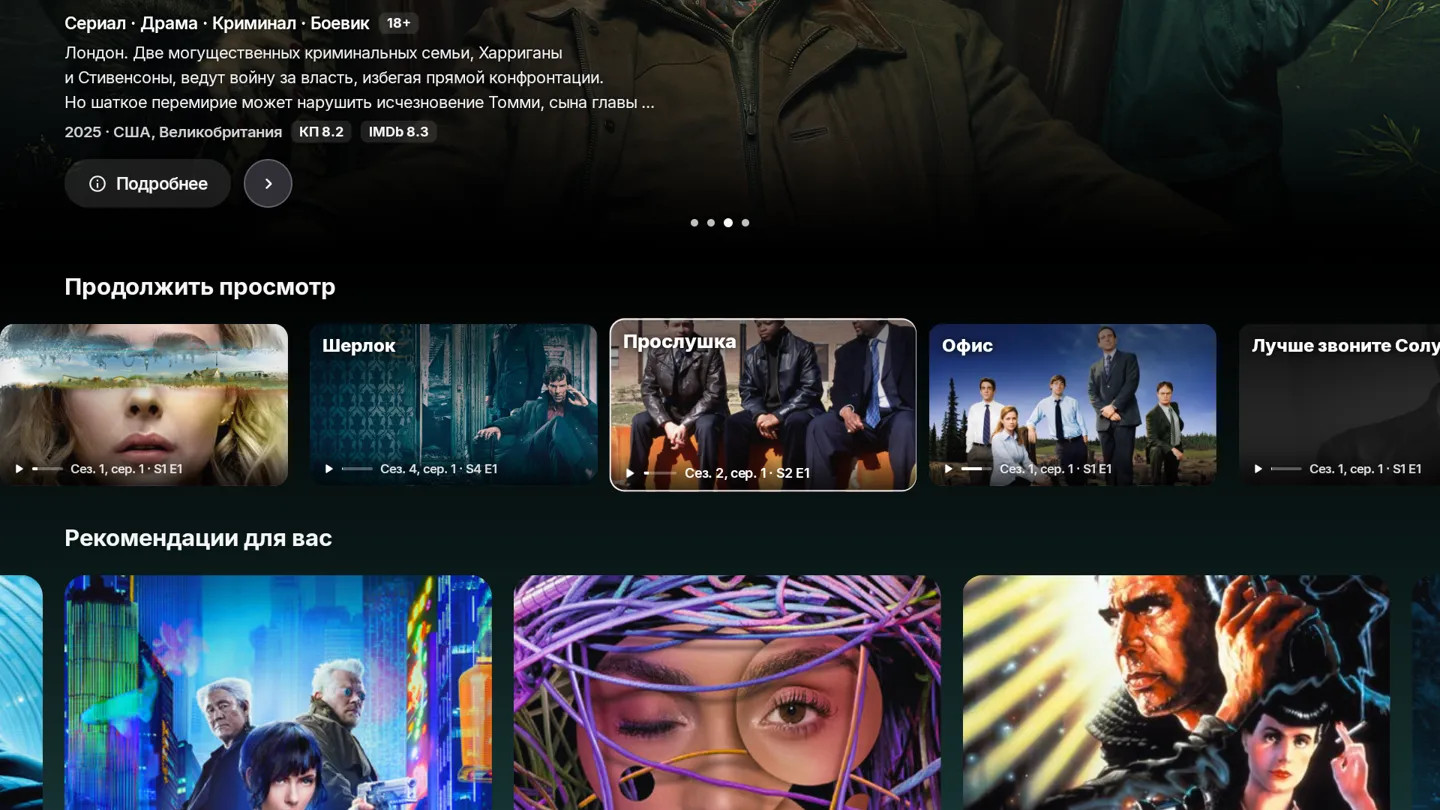 Сериал · Драма · Криминал · Боевик 18+
Лондон. Две могущественных криминальных семьи, Харриганы
и Стивенсоны, ведут войну за власть, избегая прямой конфронтации.
Но шаткое перемирие может нарушить исчезновение Томми, сына главы ...
2025 · США, Великобритания КП 8.2 IMDb 8.3
Подробнее
Продолжить просмотр
Шерлок
Прослушка
Офис
Лучше звоните Солу
Сез. 1, сер. 1 · S1 E1
Сез. 4, сер. 1 · S4 E1
Сез. 2, сер. 1 · S2 E1
Сез. 1, сер. 1 · S1 E1
Сез. 1, сер. 1 · S1 E1
Рекомендации для вас